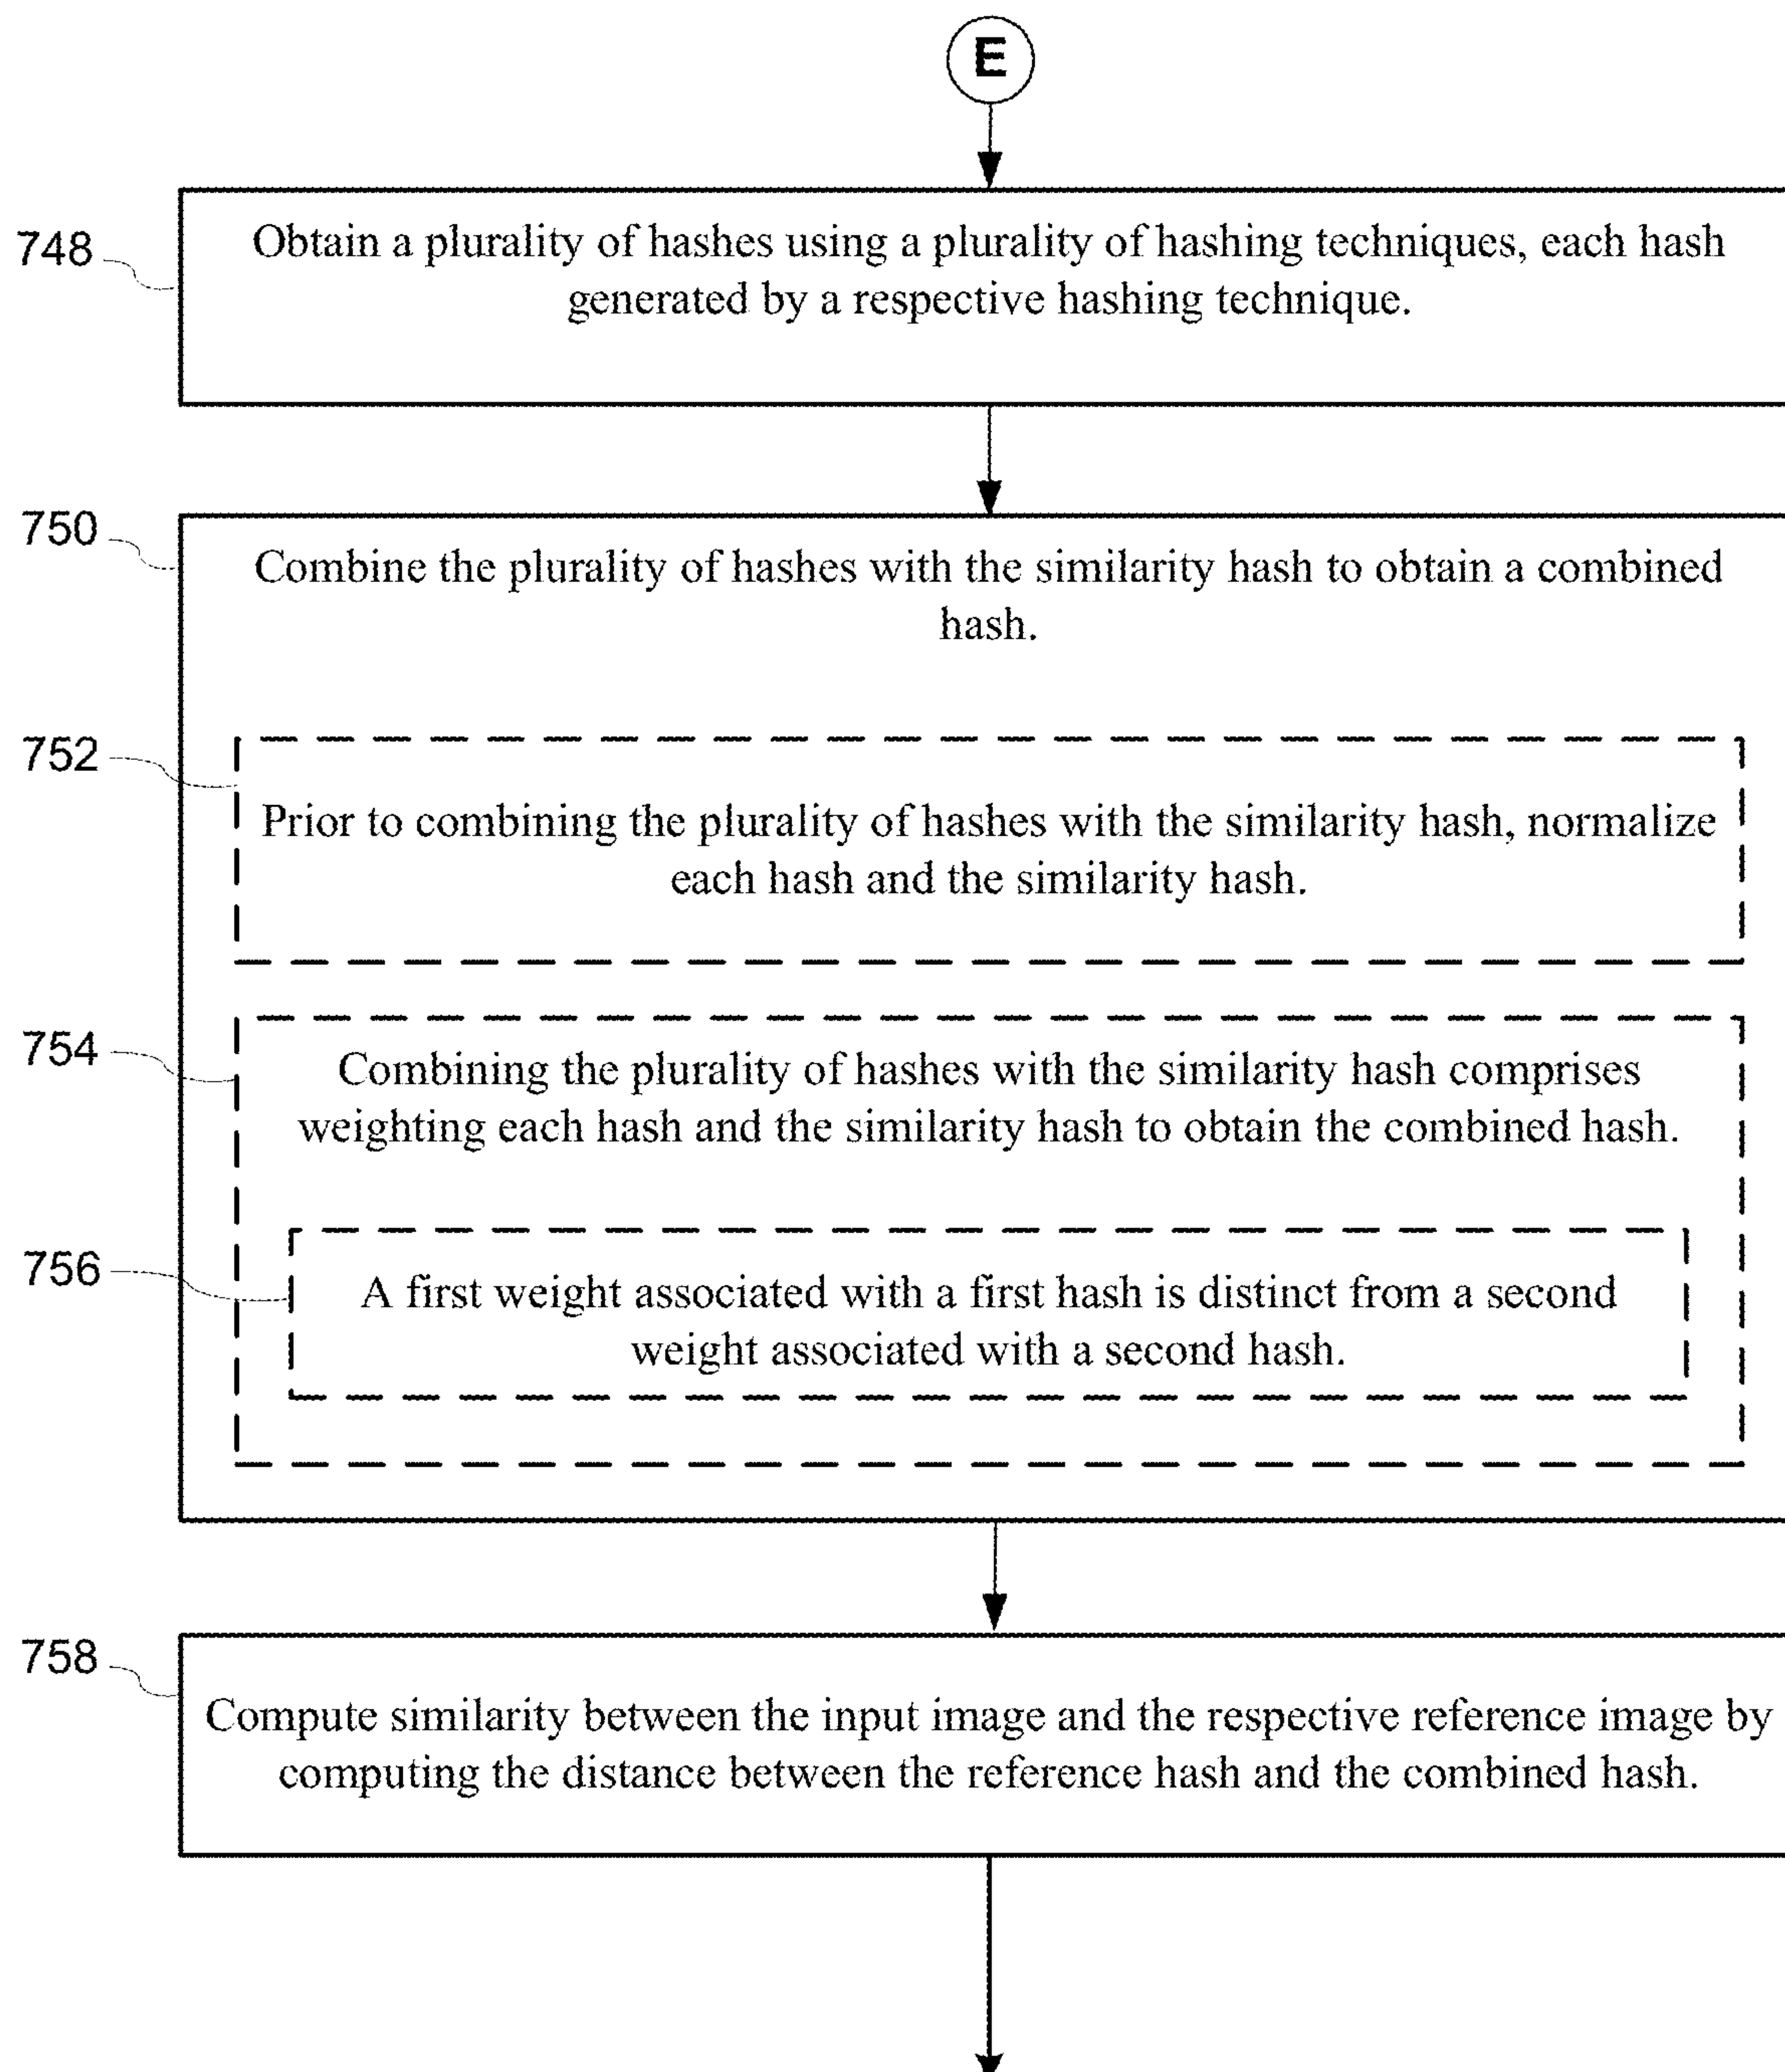 E
748
Obtain a plurality of hashes using a plurality of hashing techniques, each hash
generated by a respective hashing technique.
750
Combine the plurality of hashes with the similarity hash to obtain a combined
hash.
752
Prior to combining the plurality of hashes with the similarity hash, normalize
each hash and the similarity hash.
754
Combining the plurality of hashes with the similarity hash comprises
weighting each hash and the similarity hash to obtain the combined hash.
756
A first weight associated with a first hash is distinct from a second
weight associated with a second hash.
758
Compute similarity between the input image and the respective reference image by
computing the distance between the reference hash and the combined hash.